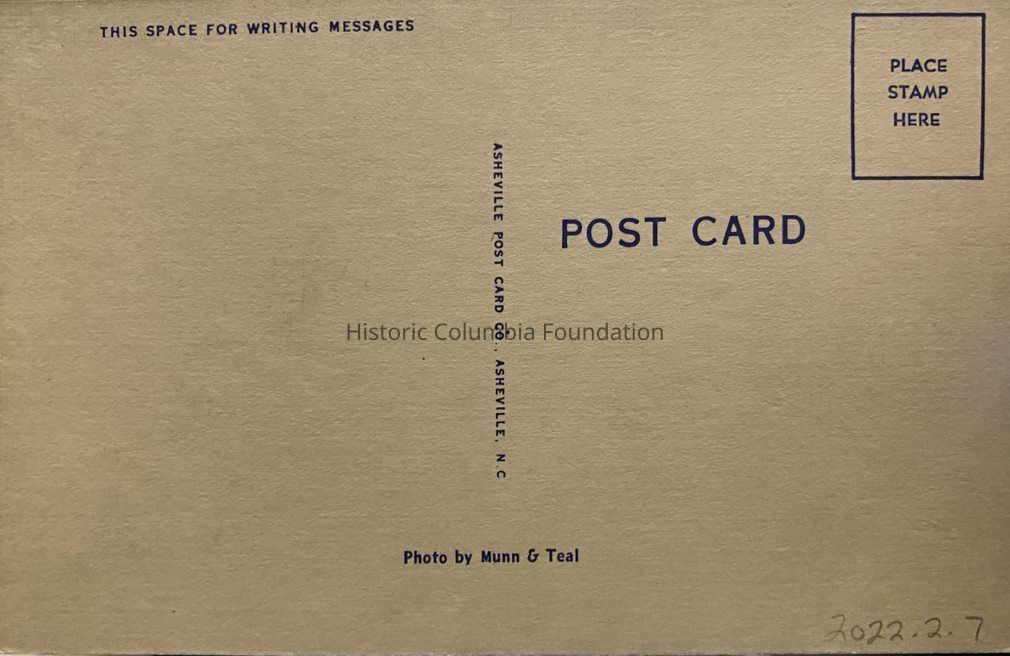 THIS SPACE FOR WRITING MESSAGES
PLACE
STAMP
HERE
ASHEVILLE POST CARD CO., ASHEVILLE, N.C
POST CARD
Historic Columbia Foundation
Photo by Munn & Teal
2022.2.7